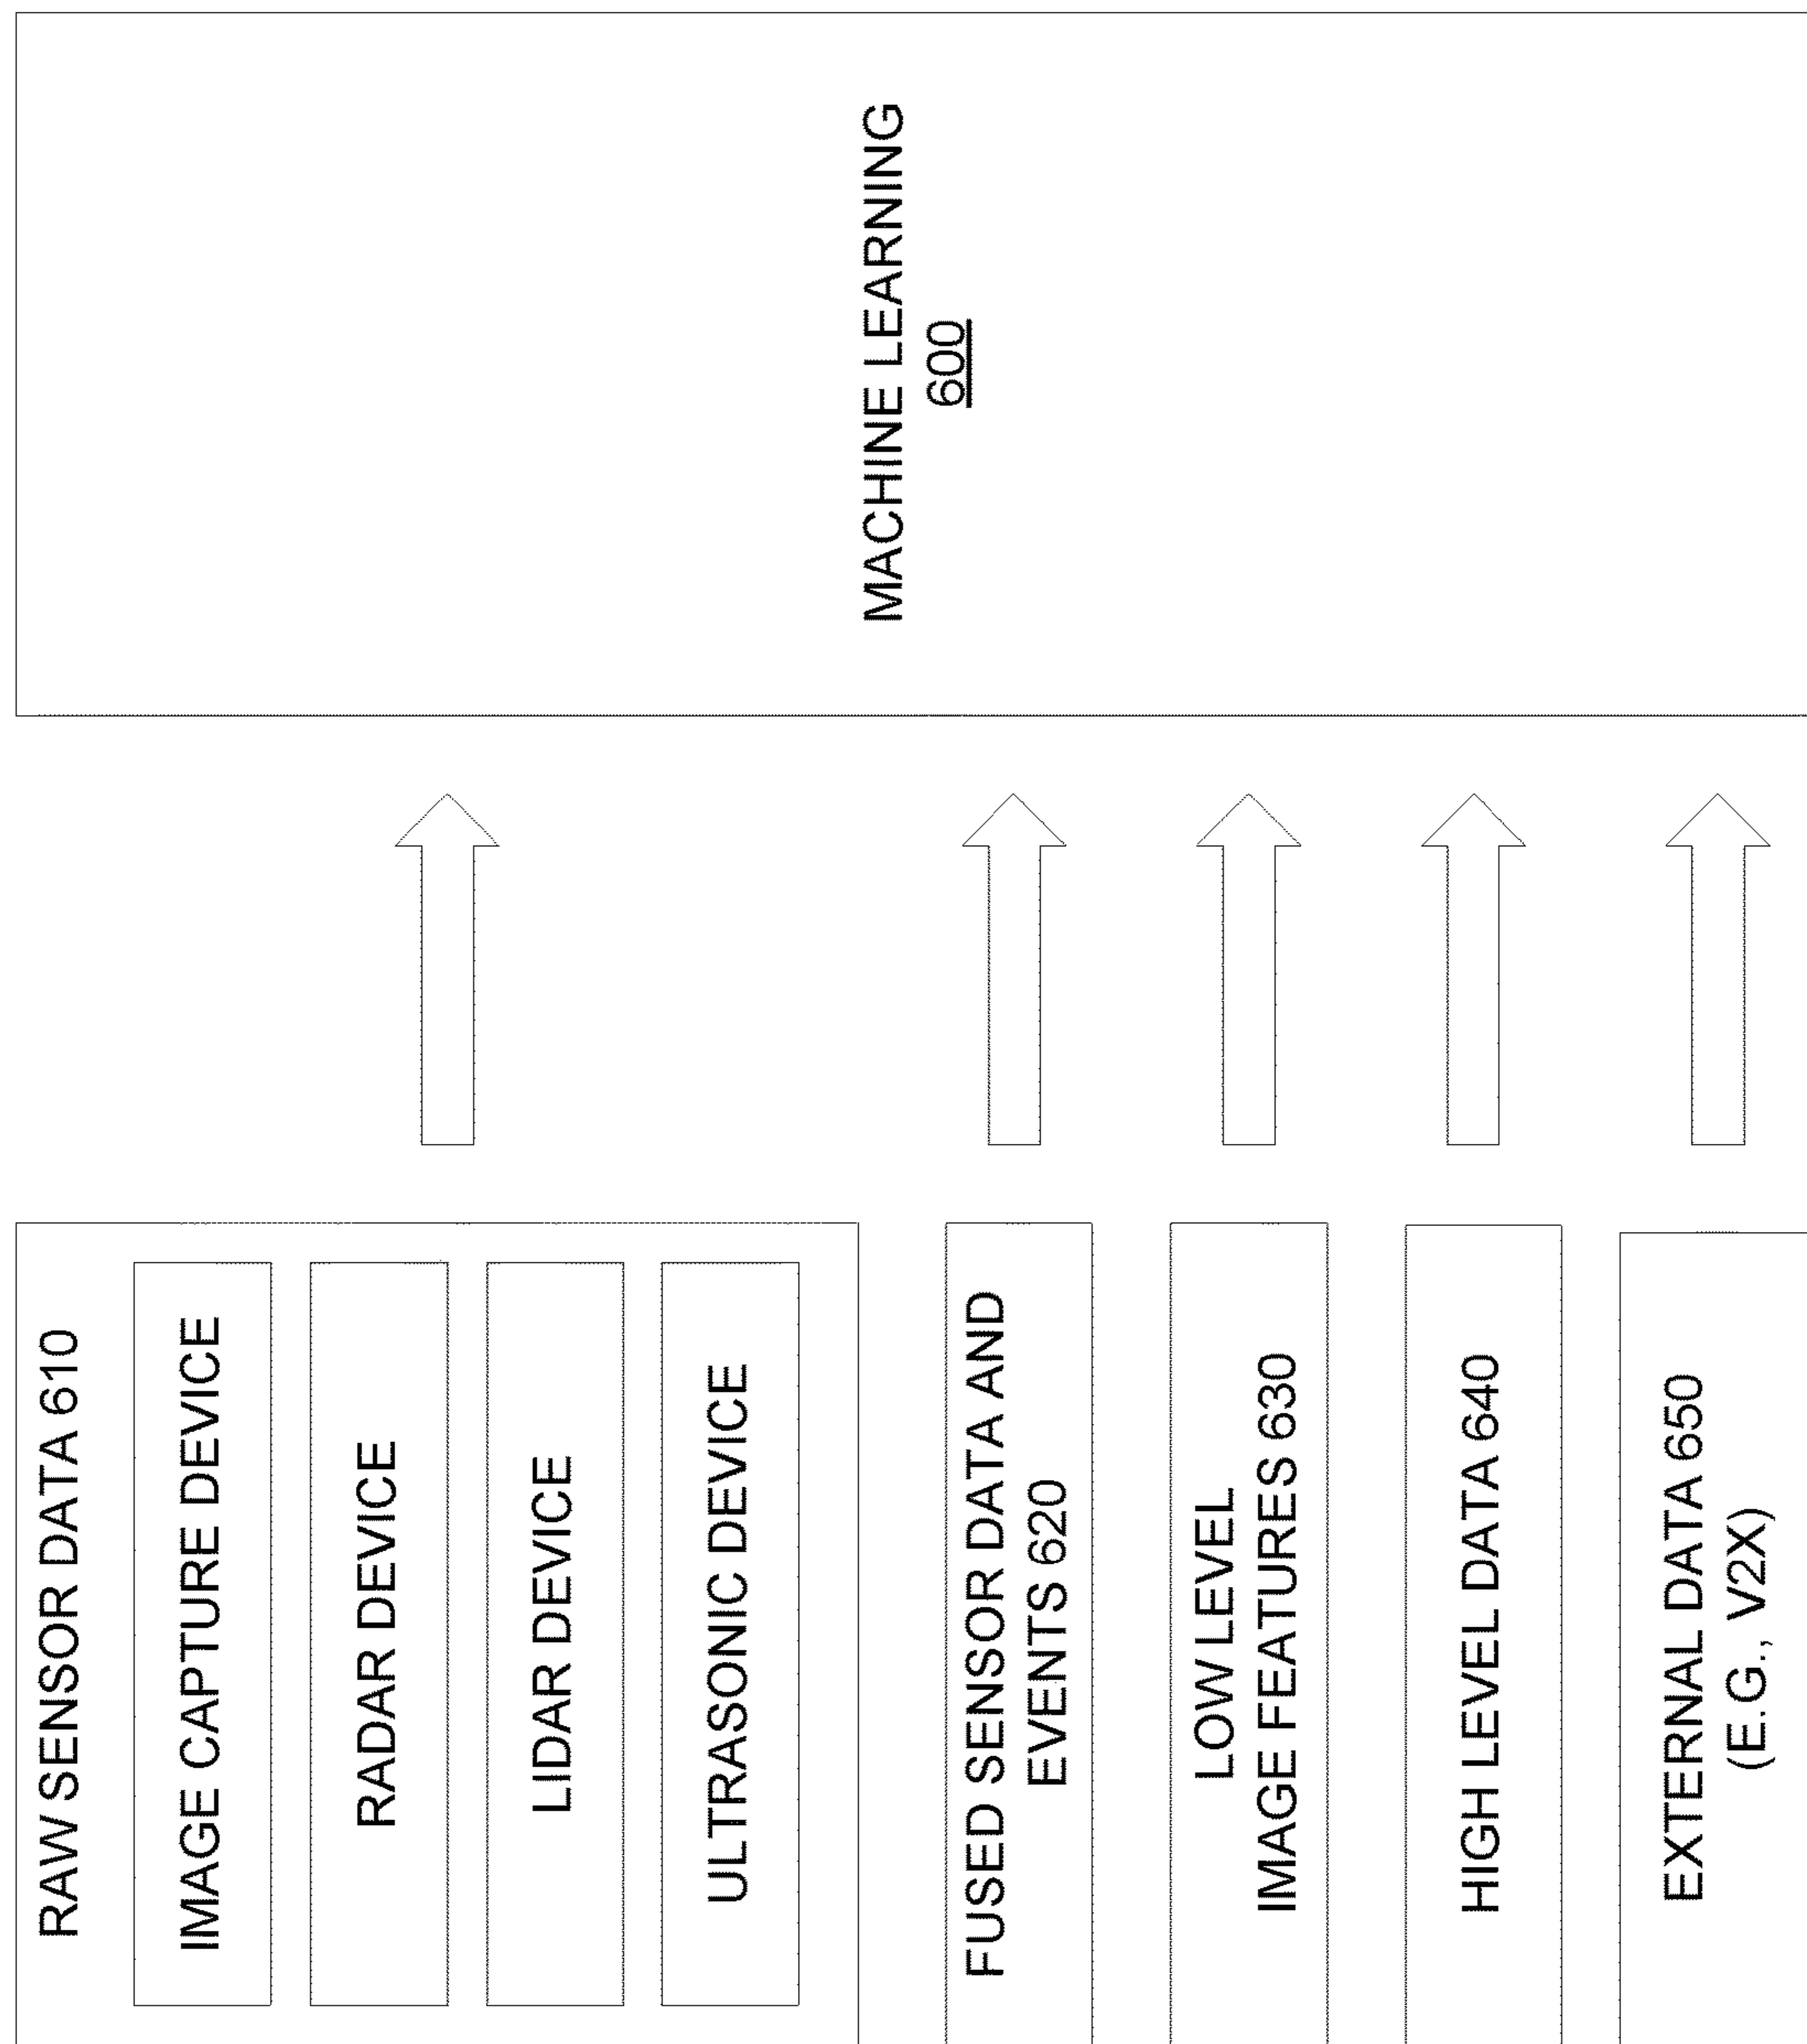 RAW SENSOR DATA 610
IMAGE CAPTURE DEVICE
RADAR DEVICE
LIDAR DEVICE
ULTRASONIC DEVICE
FUSED SENSOR DATA AND
EVENTS 620
LOW LEVEL
IMAGE FEATURES 630
HIGH LEVEL DATA 640
EXTERNAL DATA 650
(E.G., V2X)
MACHINE LEARNING
600